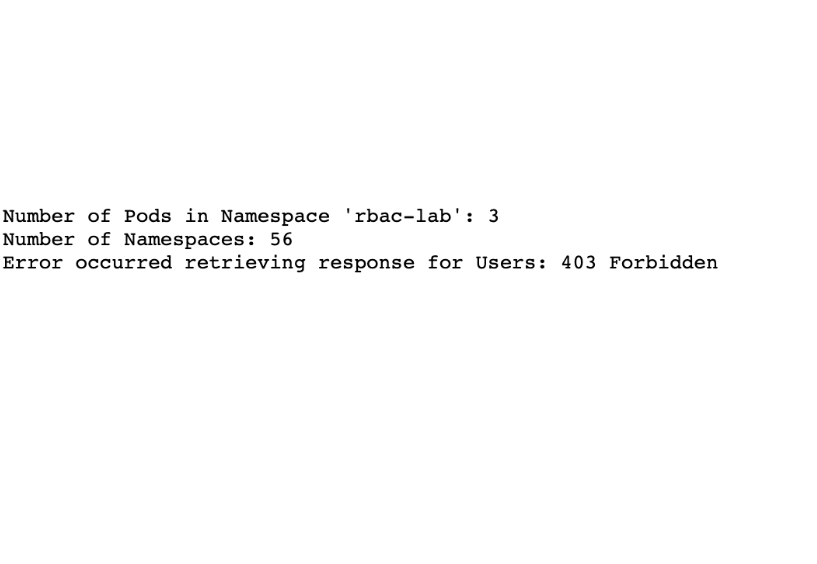 Number of Pods in Namespace 'rbac-lab': 3
Number of Namespaces: 56
Error occurred retrieving response for Users: 403 Forbidden